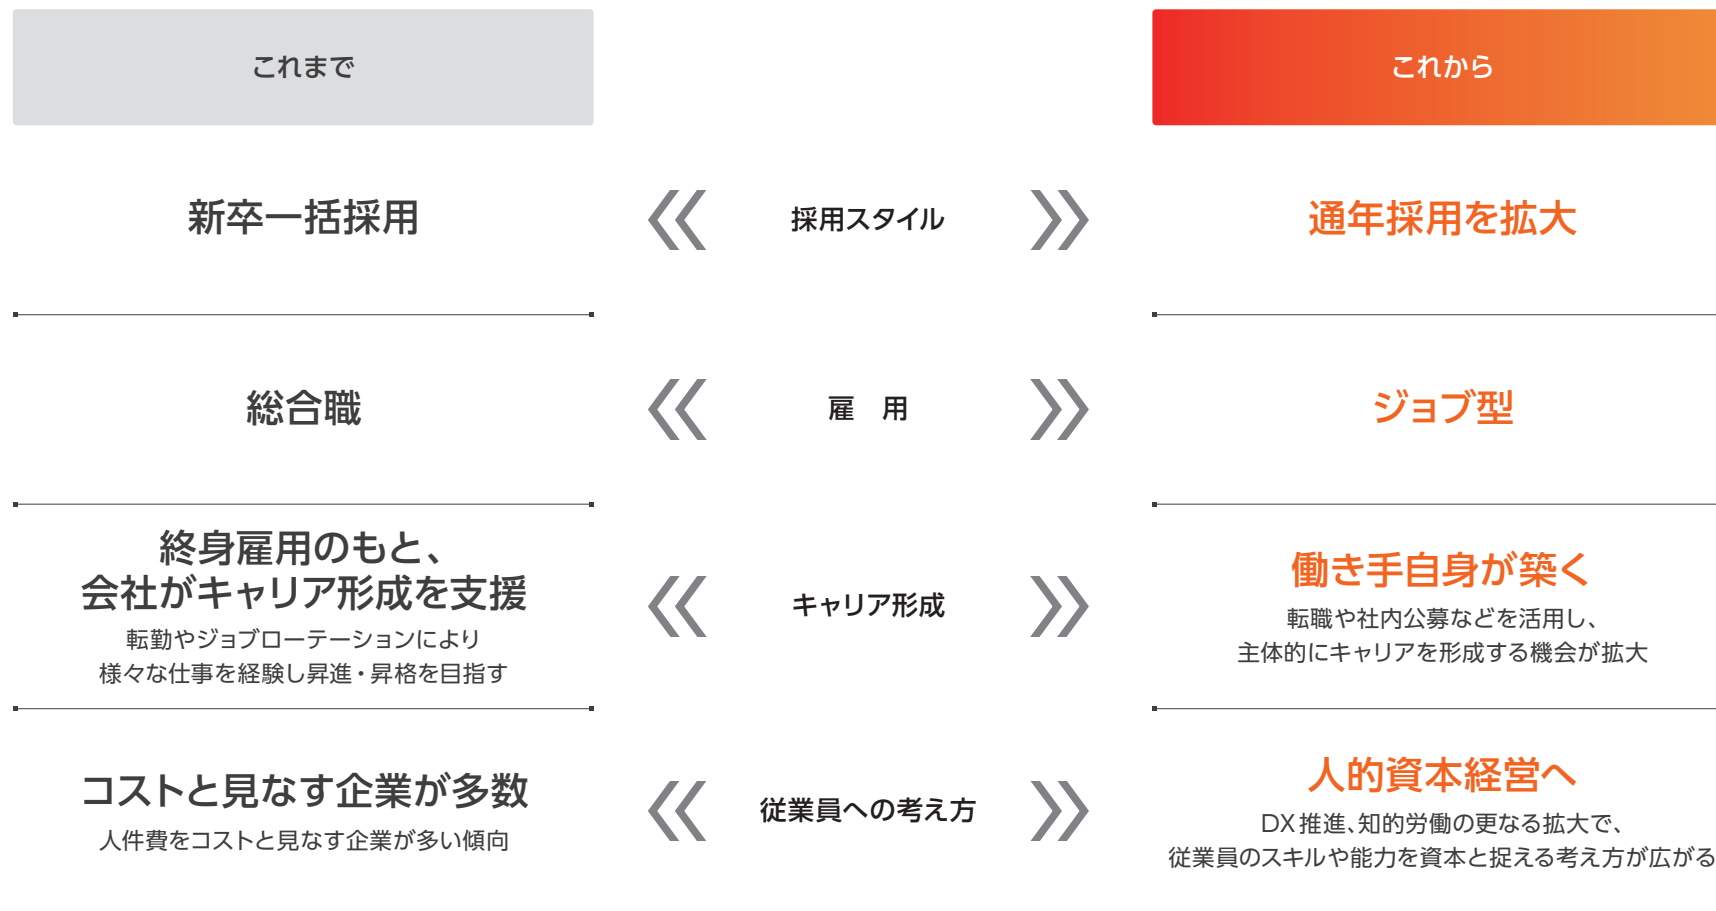 これまで
これから
新卒一括採用
採用スタイル
通年採用を拡大
総合職
雇　用
ジョブ型
終身雇用のもと、
会社がキャリア形成を支援
転勤やジョブローテーションにより
様々な仕事を経験し昇進・昇格を目指す
キャリア形成
働き手自身が築く
転職や社内公募などを活用し、
主体的にキャリアを形成する機会が拡大
コストと見なす企業が多数
人件費をコストと見なす企業が多い傾向
従業員への考え方
人的資本経営へ
DX推進、知的労働の更なる拡大で、
従業員のスキルや能力を資本と捉える考え方が広がる